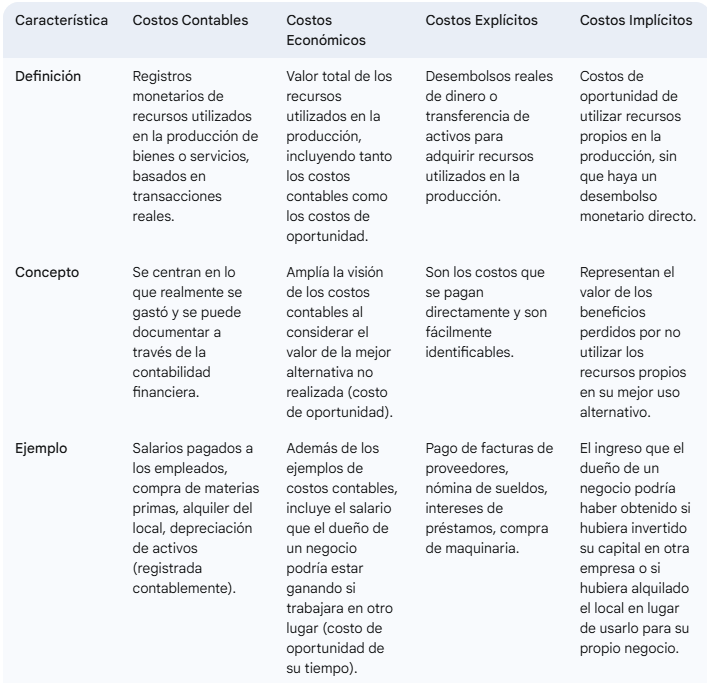 Característica
Costos Contables
Costos
Económicos
Costos Explícitos
Costos Implícitos
Definición
Registros
monetarios de
recursos utilizados
en la producción de
bienes o servicios,
basados en
transacciones
reales.
Valor total de los
recursos
utilizados en la
producción,
incluyendo tanto
los costos
contables como
los costos de
oportunidad.
Desembolsos reales
de dinero o
transferencia de
activos para
adquirir recursos
utilizados en la
producción.
Costos de
oportunidad de
utilizar recursos
propios en la
producción, sin
que haya un
desembolso
monetario directo.
Concepto
Se centran en lo
que realmente se
gastó y se puede
documentar a
través de la
contabilidad
financiera.
Amplía la visión
de los costos
contables al
considerar el
valor de la mejor
alternativa no
realizada (costo
de oportunidad).
Son los costos que
se pagan
directamente y son
fácilmente
identificables.
Representan el
valor de los
beneficios
perdidos por no
utilizar los
recursos propios
en su mejor uso
alternativo.
Ejemplo
Salarios pagados a
los empleados,
compra de materias
primas, alquiler del
local, depreciación
de activos
(registrada
contablemente).
Además de los
ejemplos de
costos contables,
incluye el salario
que el dueño de
un negocio
podría estar
ganando si
trabajara en otro
lugar (costo de
oportunidad de
su tiempo).
Pago de facturas de
proveedores,
nómina de sueldos,
intereses de
préstamos, compra
de maquinaria.
El ingreso que el
dueño de un
negocio podría
haber obtenido si
hubiera invertido
su capital en otra
empresa o si
hubiera alquilado
el local en lugar
de usarlo para su
propio negocio.